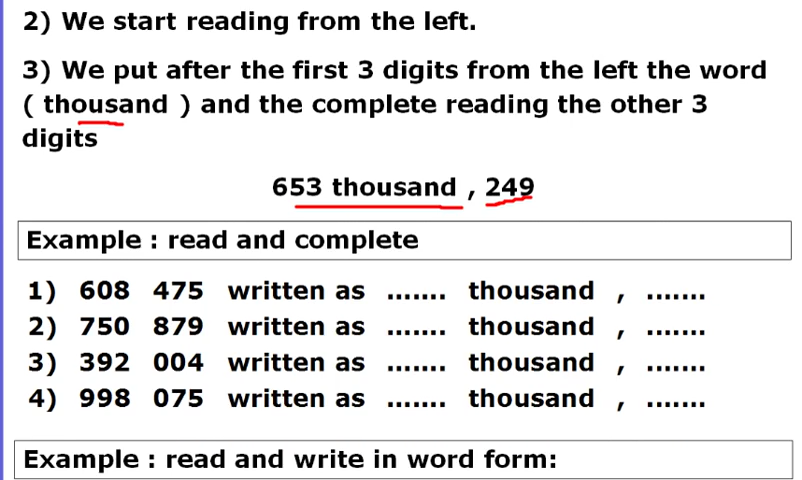 2) We start reading from the left.
3) We put after the first 3 digits from the left the word
( thousand ) and the complete reading the other 3
digits
653 thousand , 249
Example : read and complete
1) 608 475 written as ....... thousand , .......
2) 750 879 written as ....... thousand , .......
3) 392 004 written as ....... thousand , .......
4) 998 075 written as ....... thousand , .......
Example : read and write in word form: